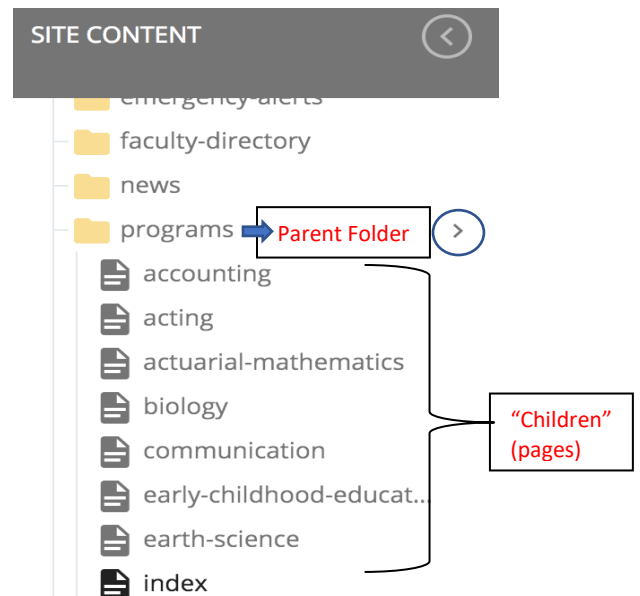 SITE CONTENT
emergency-alerts
faculty-directory
news
programs Parent Folder
accounting
acting
actuarial-mathematics
biology
communication
“Children”
(pages)
early-childhood-educat...
earth-science
index